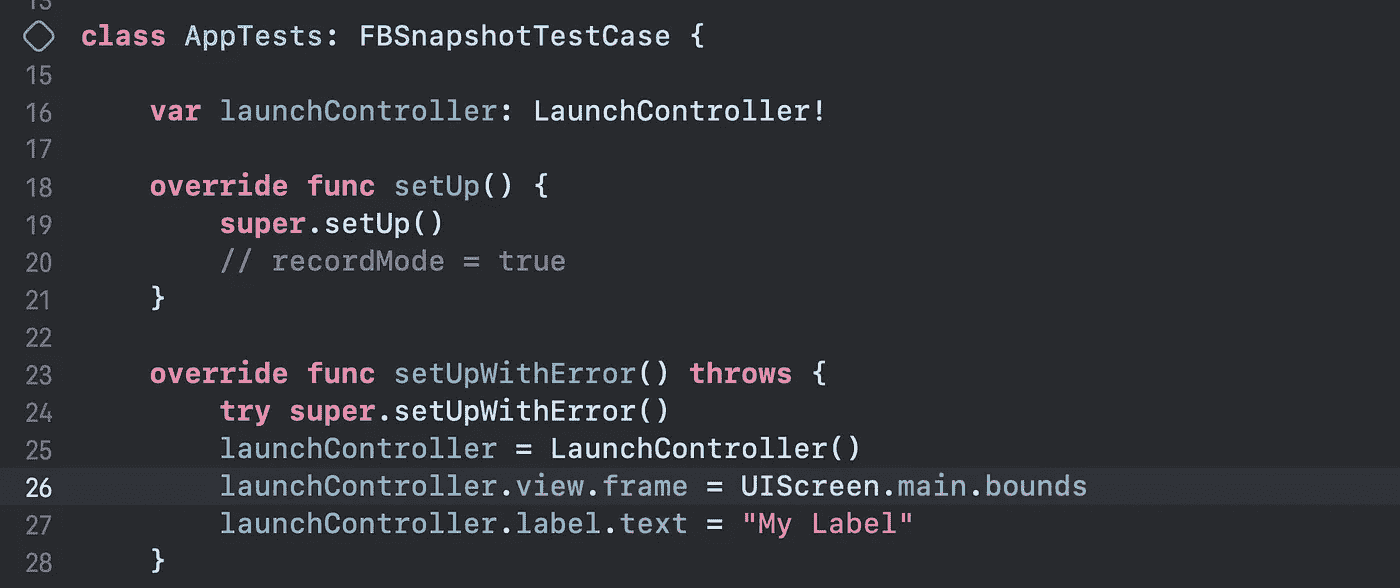 13
class AppTests: FBSnapshotTestCase {
15
16 var launchController: LaunchController!
17
18 override func setUp() {
19 super.setUp()
20 // recordMode = true
21 }
22
23 override func setUpWithError() throws {
24 try super.setUpWithError()
25 launchController = LaunchController()
26 launchController.view.frame = UIScreen.main.bounds
27 launchController.label.text = "My Label"
28 }